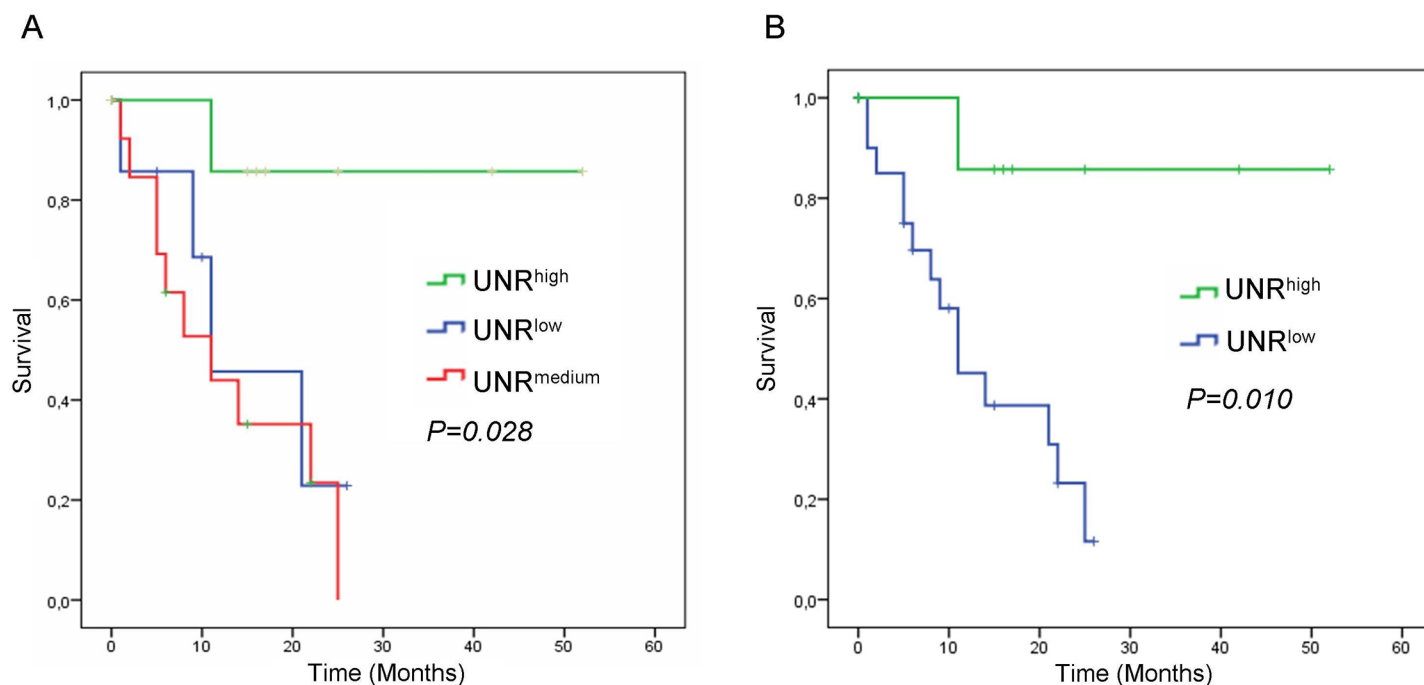 A
Survival
1,0
0,8
0,6
0,4
0,2
0,0
UNRhigh
UNRlow
UNRmedium
P=0.028
0 10 20 30 40 50 60
Time (Months)
B
Survival
1,0
0,8
0,6
0,4
0,2
0,0
UNRhigh
UNRlow
P=0.010
0 10 20 30 40 50 60
Time (Months)